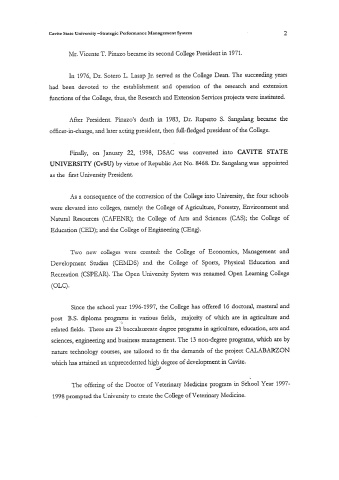 Cavite State University –Strategic Performance Management System 2
Mr. Vicente T. Pinazo became its second College President in 1971.
In 1976, Dr. Sotero L. Lasap Jr. served as the College Dean. The succeeding years
had been devoted to the establishment and operation of the research and extension
functions of the College, thus, the Research and Extension Services projects were instituted.
After President. Pinazo's death in 1983, Dr. Ruperto S. Sangalang became the
officer-in-charge, and later acting president, then full-fledged president of the College.
Finally, on January 22, 1998, DSAC was converted into CAVITE STATE
UNIVERSITY (CvSU) by virtue of Republic Act No. 8468. Dr. Sangalang was appointed
as the first University President.
As a consequence of the conversion of the College into University, the four schools
were elevated into colleges, namely: the College of Agriculture, Forestry, Environment and
Natural Resources (CAFENR); the College of Arts and Sciences (CAS); the College of
Education (CED); and the College of Engineering (CEng).
Two new colleges were created: the College of Economics, Management and
Development Studies (CEMDS) and the College of Sports, Physical Education and
Recreation (CSPEAR). The Open University System was renamed Open Learning College
(OLC).
Since the school year 1996-1997, the College has offered 16 doctoral, masteral and
post B.S. diploma programs in various fields, majority of which are in agriculture and
related fields. There are 23 baccalaureate degree programs in agriculture, education, arts and
sciences, engineering and business management. The 13 non-degree programs, which are by
nature technology courses, are tailored to fit the demands of the project CALABARZON
which has attained an unprecedented high degree of development in Cavite.
The offering of the Doctor of Veterinary Medicine program in School Year 1997-
1998 prompted the University to create the College of Veterinary Medicine.